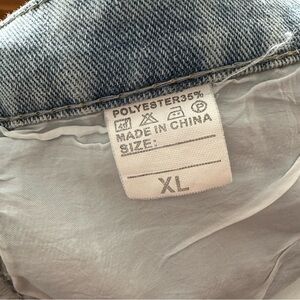 POLYESTER35%
MADE IN CHINA
SIZE:
XL